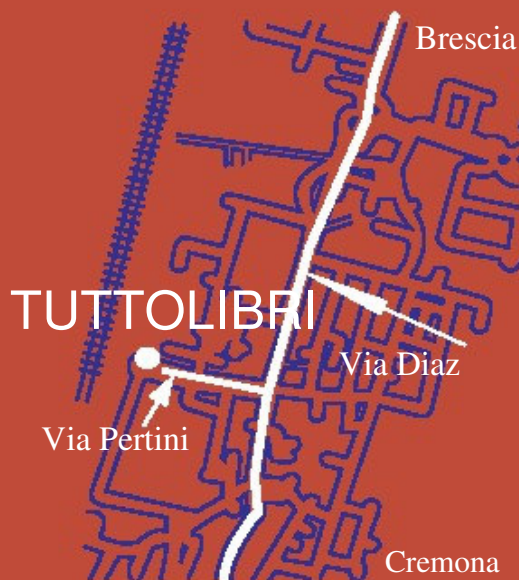 Brescia
TUTTOLIBRI
Via Diaz
Via Pertini
Cremona